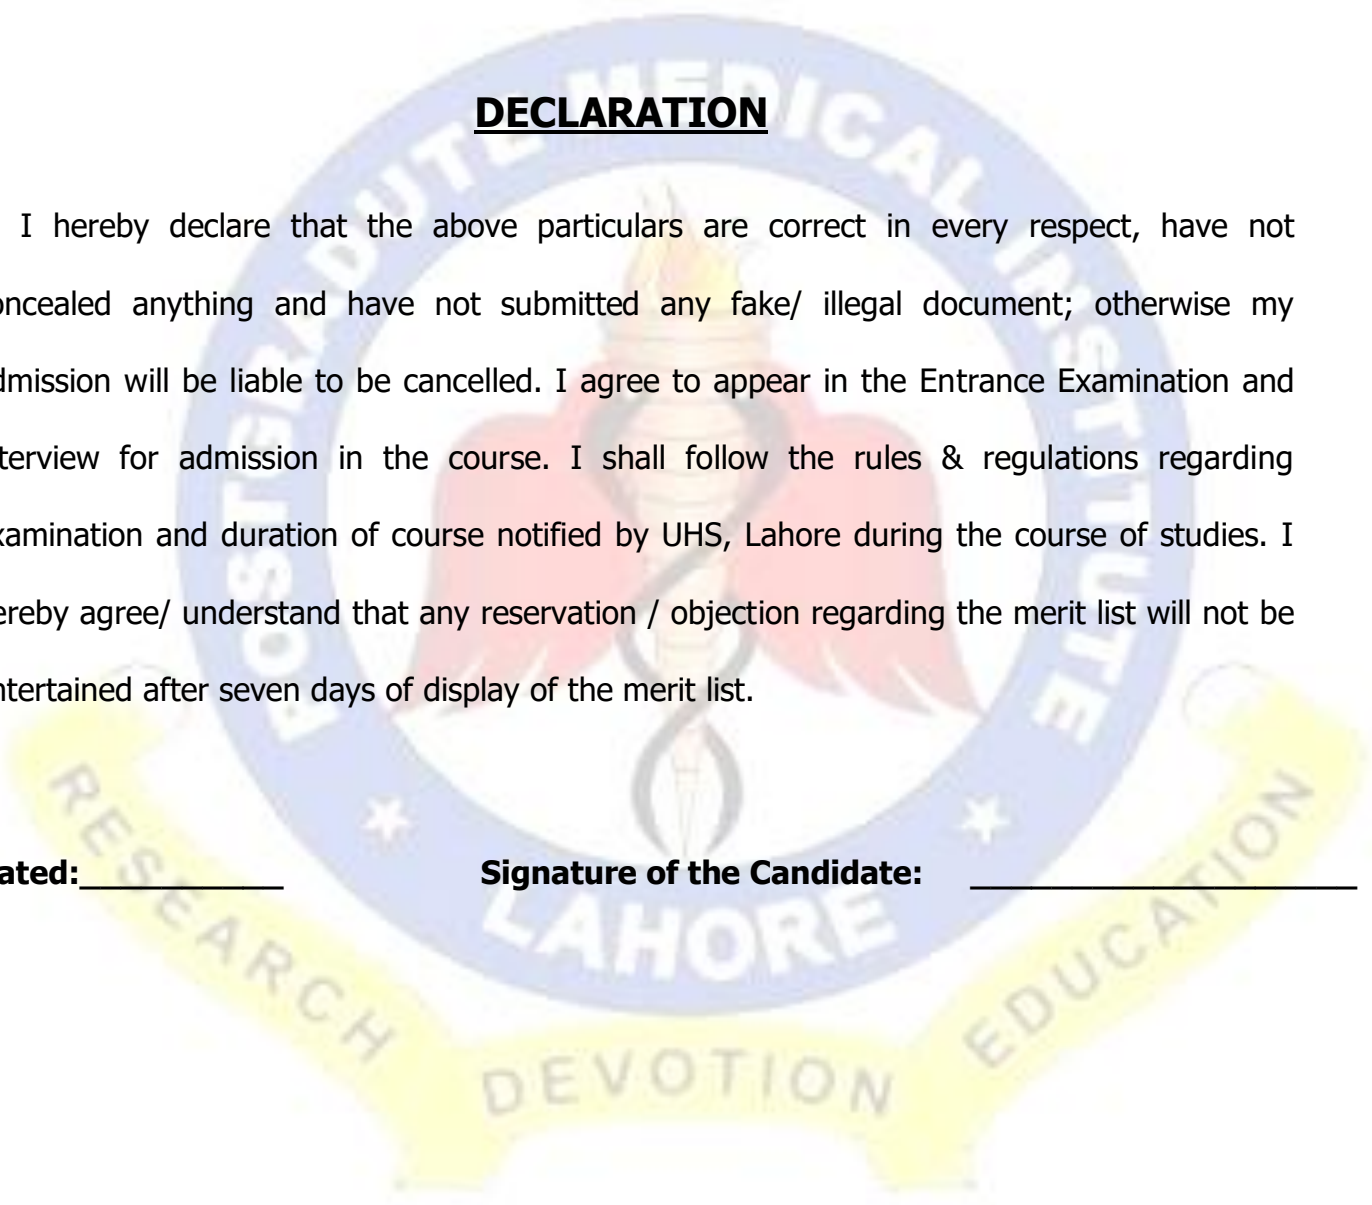 DECLARATION
I hereby declare that the above particulars are correct in every respect, have not
oncealed anything and have not submitted any fake/ illegal document; otherwise my
dmission will be liable to be cancelled. I agree to appear in the Entrance Examination and
terview for admission in the course. I shall follow the rules & regulations regarding
xamination and duration of course notified by UHS, Lahore during the course of studies. I
ereby agree/ understand that any reservation / objection regarding the merit list will not be
ntertained after seven days of display of the merit list.
ated:____________ Signature of the Candidate: _______________________
POSTGRADUTE MEDICAL INSTITUTE
LAHORE
RESEARCH DEVOTION EDUCATION